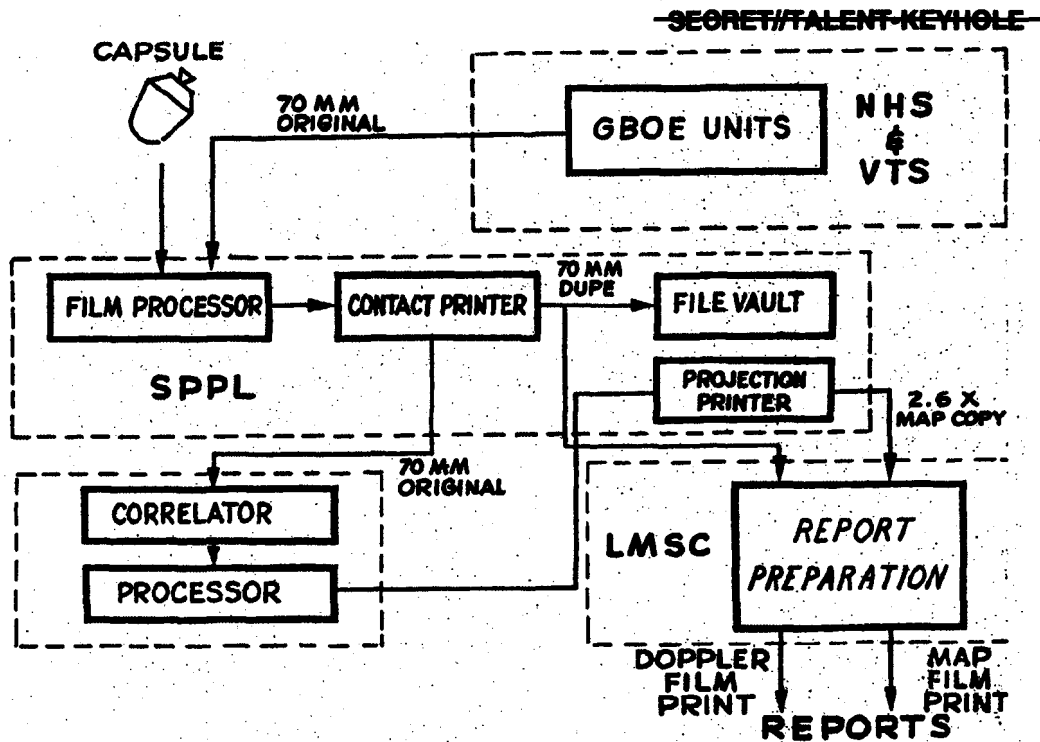 SECRET//TALENT-KEYHOLE
CAPSULE
70 MM
ORIGINAL
GBOE UNITS
NHS
&
VTS
FILM PROCESSOR
CONTACT PRINTER
70 MM
DUPE
FILE VAULT
SPPL
PROJECTION
PRINTER
2.6 X
MAP COPY
70 MM
ORIGINAL
CORRELATOR
PROCESSOR
LMSC
REPORT
PREPARATION
DOPPLER
FILM
PRINT
MAP
FILM
PRINT
REPORTS